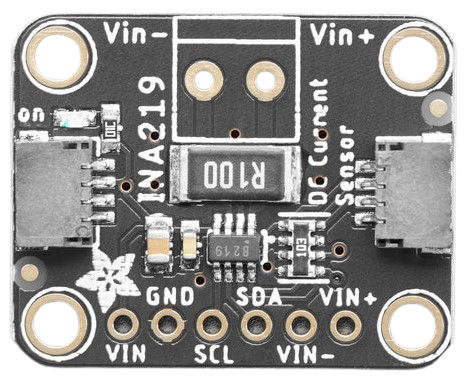 Vin- Vin+
on
INA219
DC Current
Sensor
R100
B219
103
GND SDA VIN+
VIN SCL VIN-